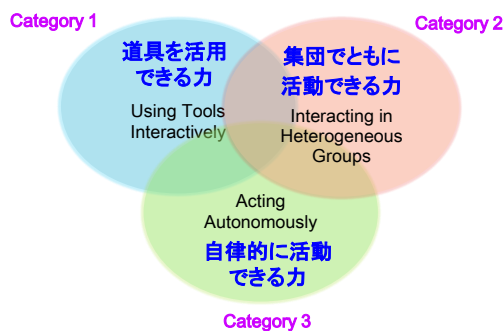 Category 1
道具を活用
できる力
Using Tools
Interactively
Category 2
集団でともに
活動できる力
Interacting in
Heterogeneous
Groups
Acting
Autonomously
自律的に活動
できる力
Category 3